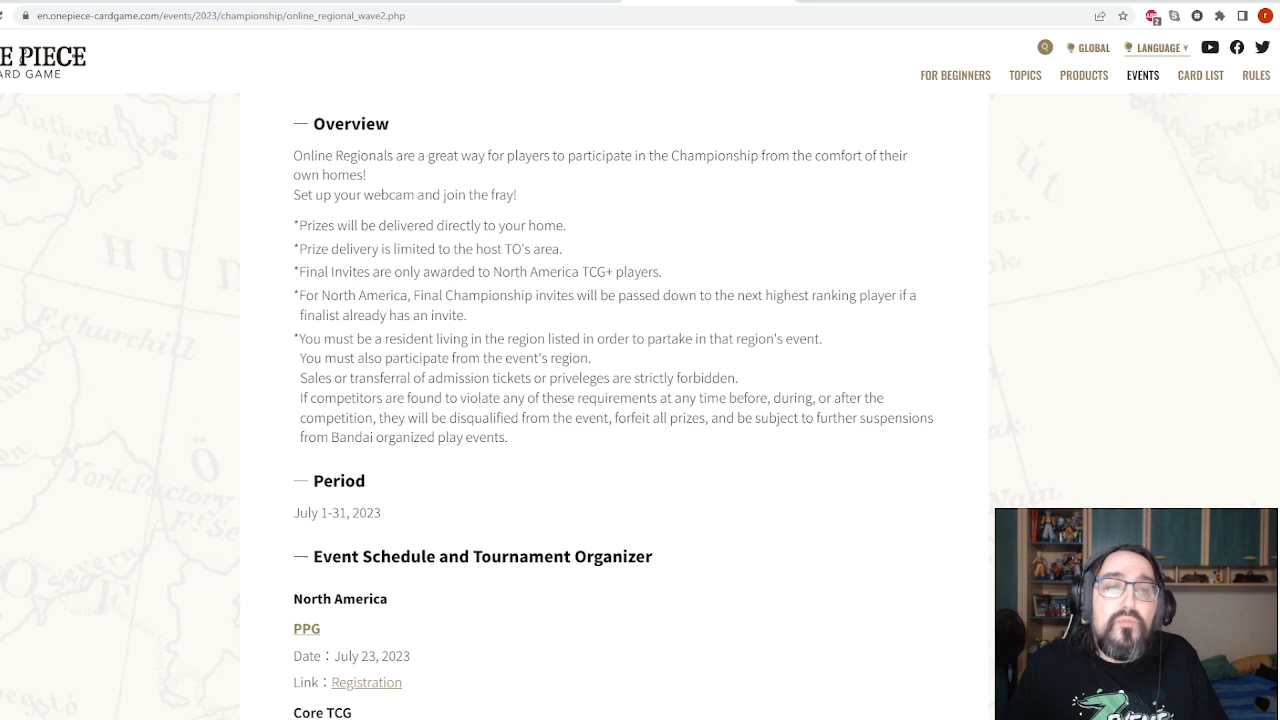 en.onepiece-cardgame.com/events/2023/championship/online_regional_wave2.php
2
r
E PIECE
ARD GAME
GLOBAL
LANGUAGE
FOR BEGINNERS
TOPICS
PRODUCTS
EVENTS
CARD LIST
RULES
Overview
Online Regionals are a great way for players to participate in the Championship from the comfort of their
own homes!
Set up your webcam and join the fray!
*Prizes will be delivered directly to your home.
*Prize delivery is limited to the host TO's area.
*Final Invites are only awarded to North America TCG+ players.
*For North America, Final Championship invites will be passed down to the next highest ranking player if a
finalist already has an invite.
*You must be a resident living in the region listed in order to partake in that region's event.
You must also participate from the event's region.
Sales or transferral of admission tickets or priveleges are strictly forbidden.
If competitors are found to violate any of these requirements at any time before, during, or after the
competition, they will be disqualified from the event, forfeit all prizes, and be subject to further suspensions
from Bandai organized play events.
Period
July 1-31, 2023
Event Schedule and Tournament Organizer
North America
PPG
Date：July 23, 2023
Link：Registration
Core TCG
Valkeyd
HUD
F.Churchill
York Factory
Ft.Se